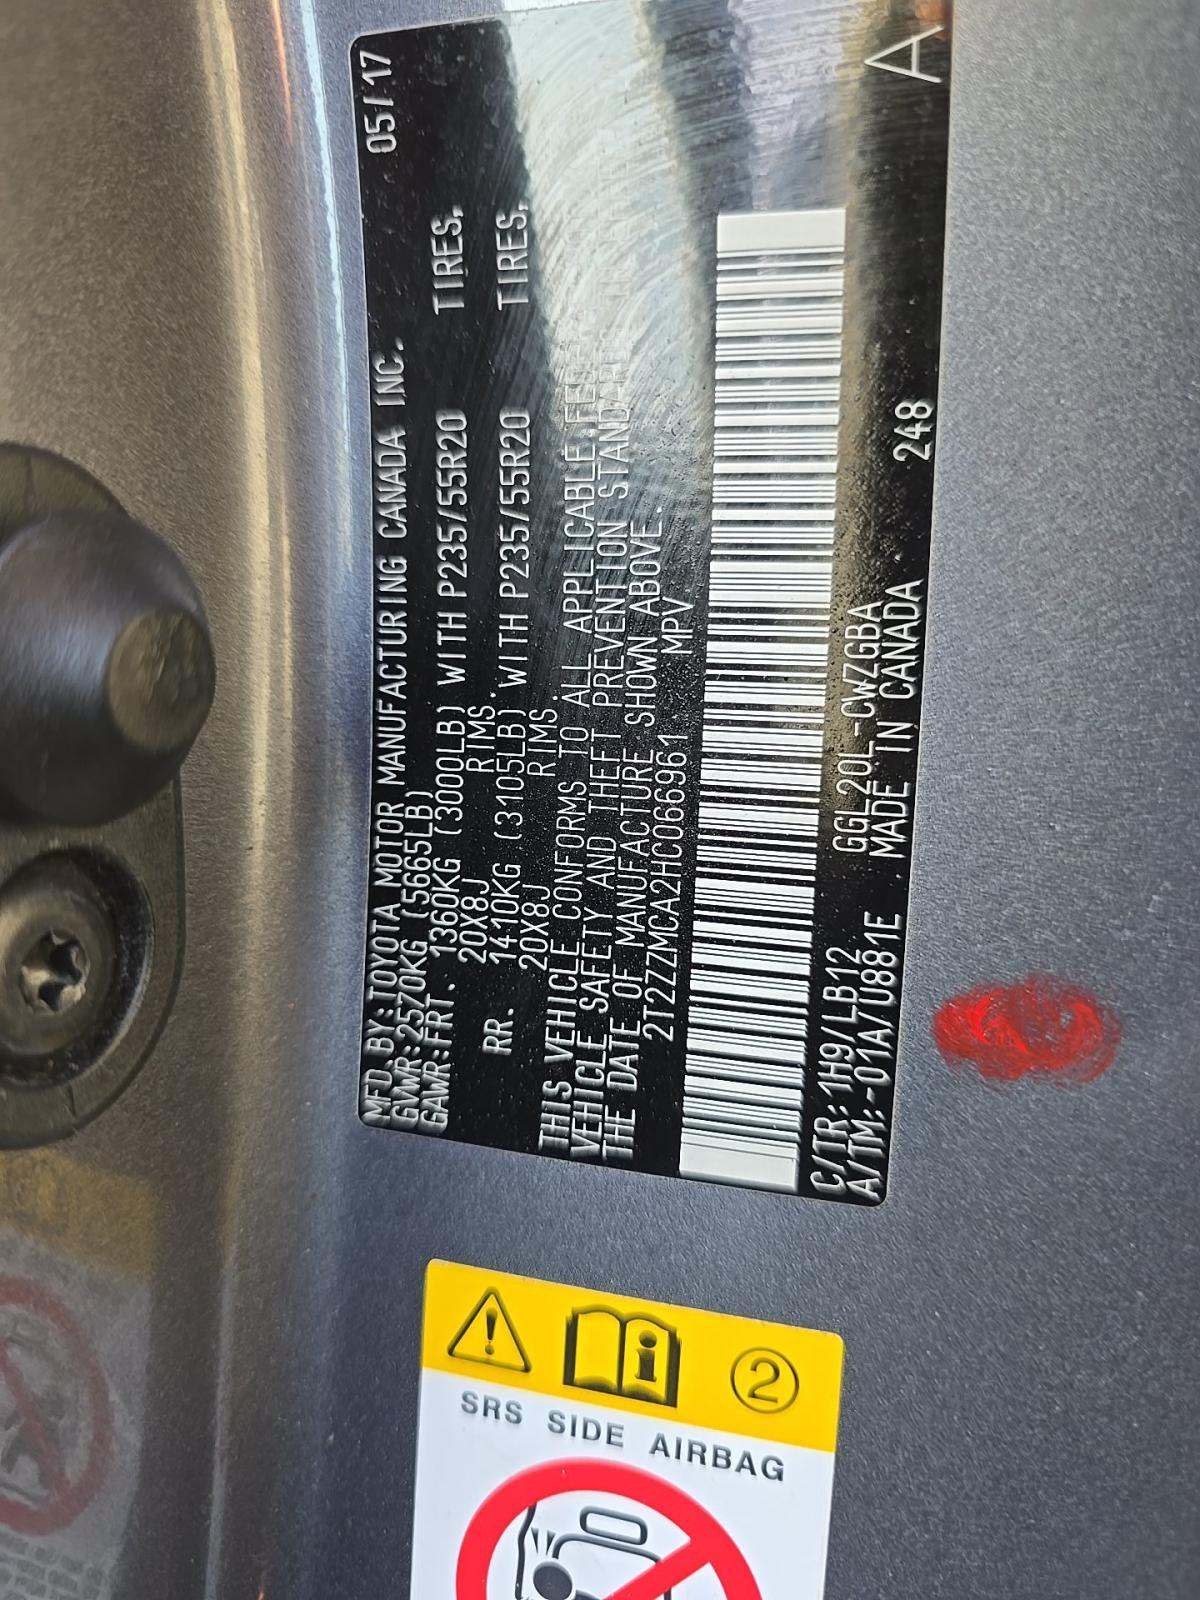 MFD.BY:TOYOTA MOTOR MANUFACTURING CANADA INC. 05/17
GVWR:2570KG (5665LB)
GAWR:FRT. 1360KG (3000LB) WITH P235/55R20 TIRES,
20X8J RIMS.
RR. 1410KG (3105LB) WITH P235/55R20 TIRES,
20X8J RIMS.
THIS VEHICLE CONFORMS TO ALL APPLICABLE
VEHICLE SAFETY AND THEFT PREVENTION
THE DATE OF MANUFACTURE SHOWN ABOVE.
2T2ZZMCA2HC066961 MPV
C/TR:1H9/LB12 GGL20L-CWZGBA
A/TM:-01A/U881E MADE IN CANADA 248 A
2
SRS SIDE AIRBAG